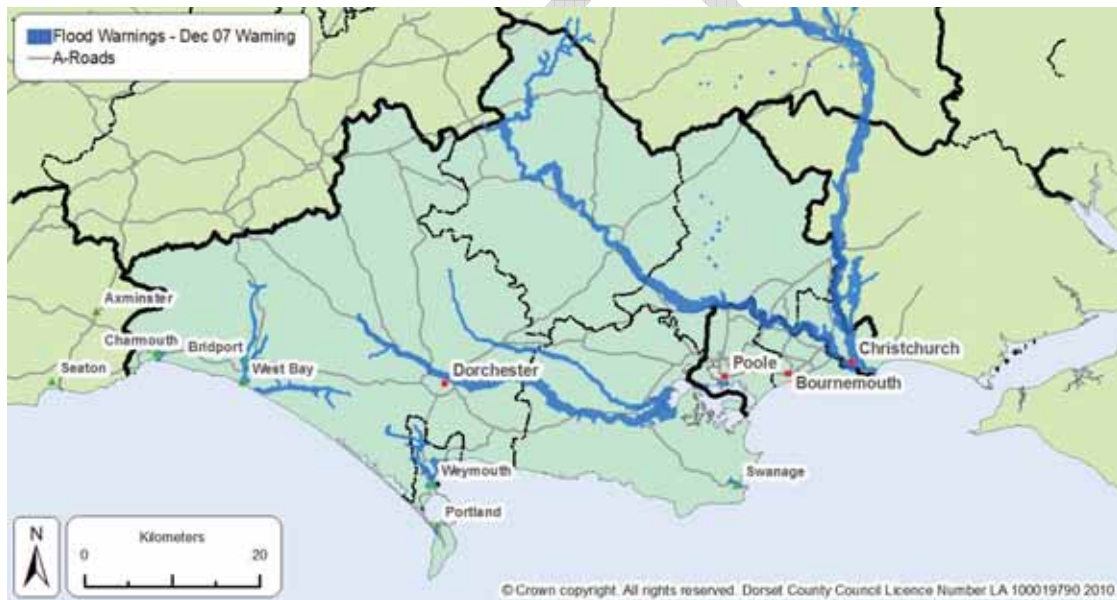 Flood Warnings - Dec 07 Warning
A-Roads
Axminster
Charmouth
Bridport
Seaton
West Bay
Dorchester
Poole
Christchurch
Bournemouth
Weymouth
Swanage
Portland
N
Kilometers
0 20
© Crown copyright. All rights reserved. Dorset County Council Licence Number LA 100019790 2010